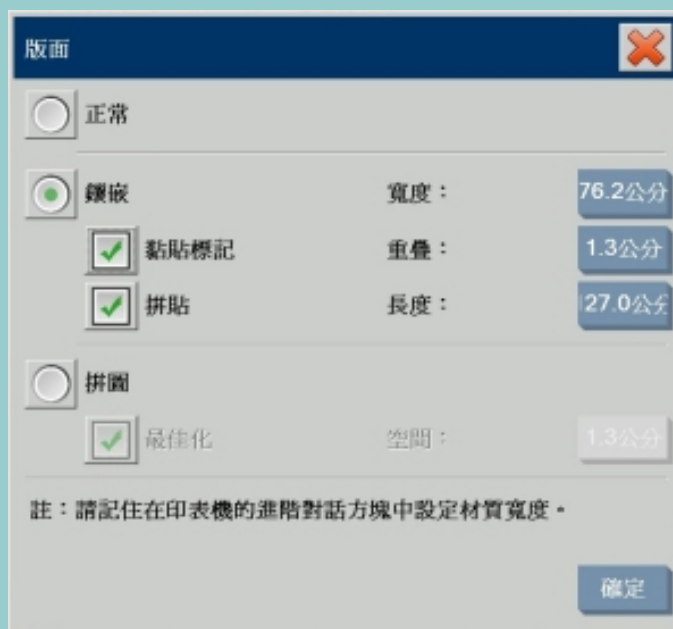 版面
正常
鑲嵌 寬度： 76.2公分
黏貼標記 重疊： 1.3公分
拼貼 長度： 127.0公分
拼圖
最佳化 空間： 1.3公分
註：請記住在印表機的進階對話方塊中設定材質寬度。
確定